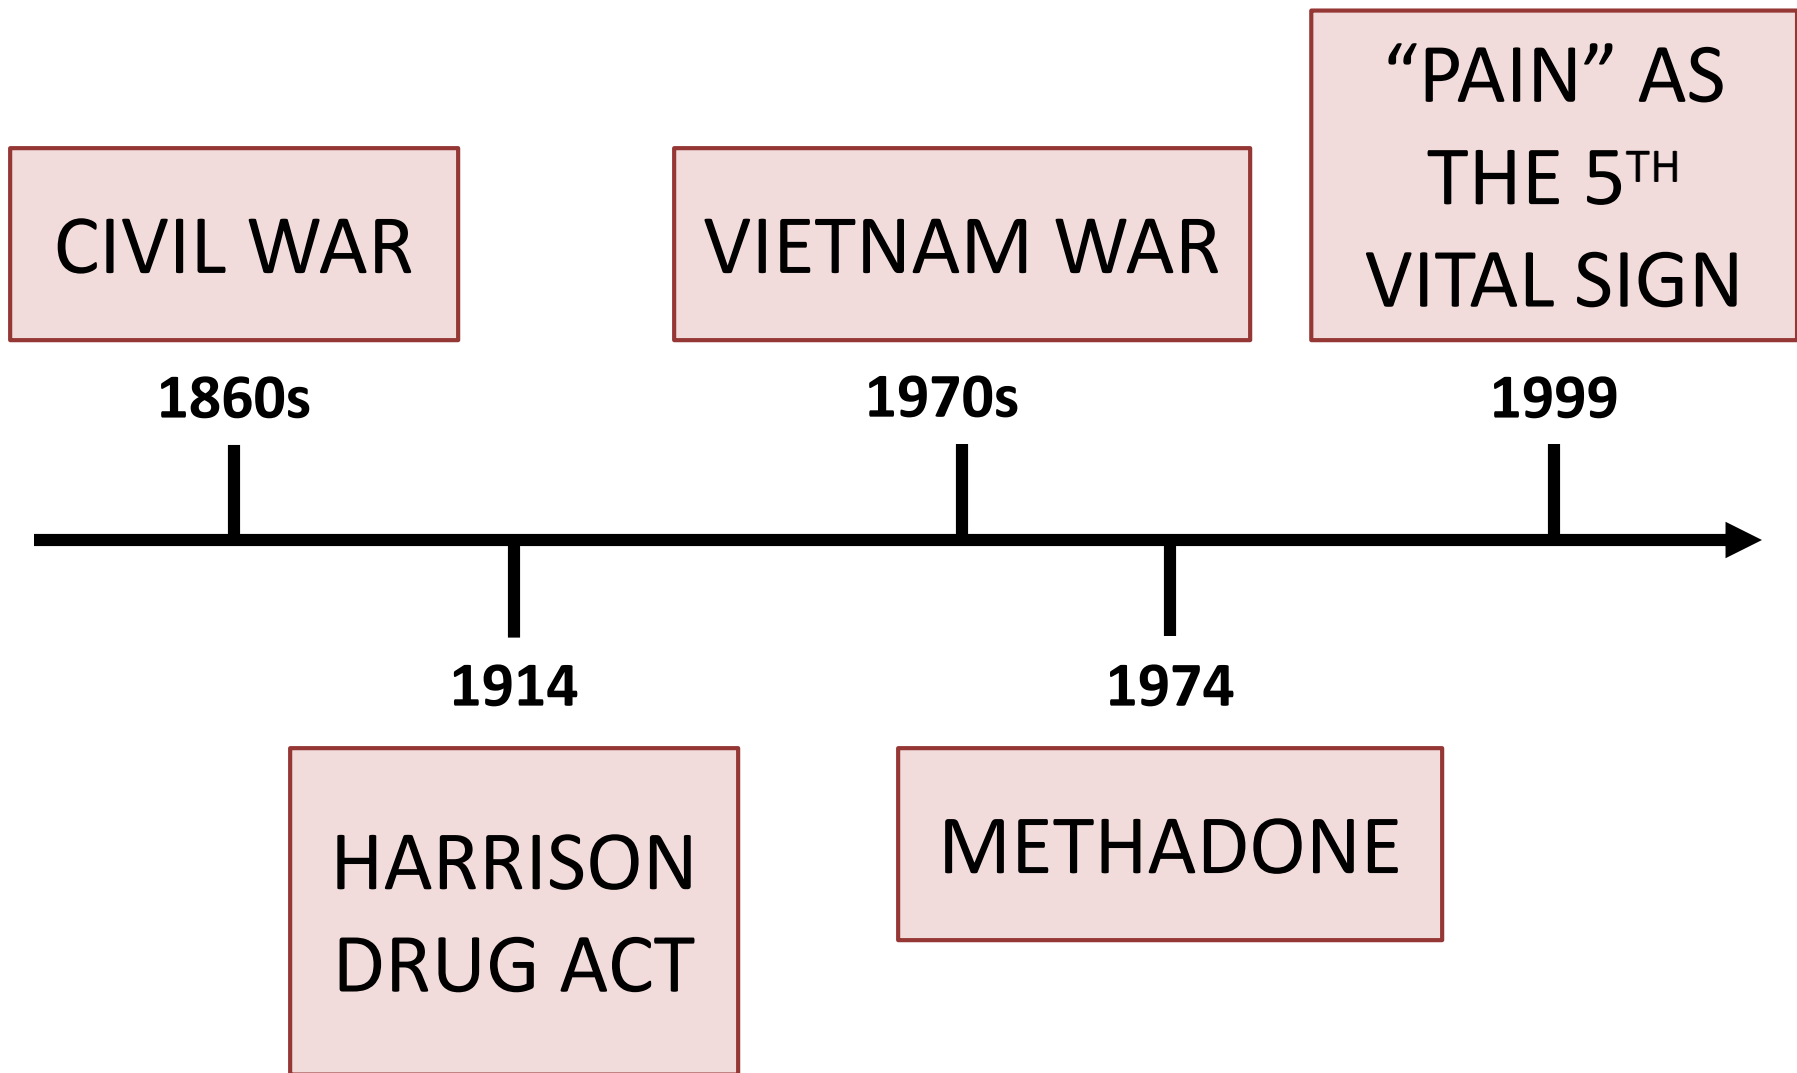 CIVIL WAR
1860s
1914
HARRISON
DRUG ACT
VIETNAM WAR
1970s
1974
METHADONE
“PAIN” AS
THE 5TH
VITAL SIGN
1999